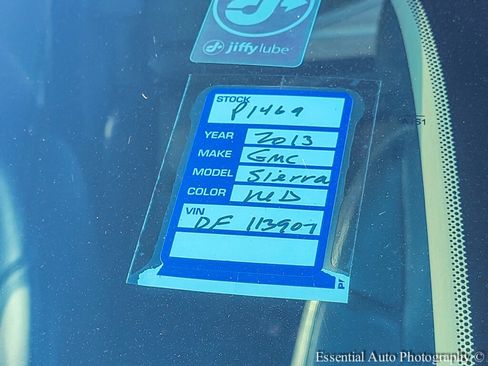 jiffy lube
STOCK P1469
YEAR 2013
MAKE GMC
MODEL Sierra
COLOR
VIN DF 113907
Essential Auto Photography ©